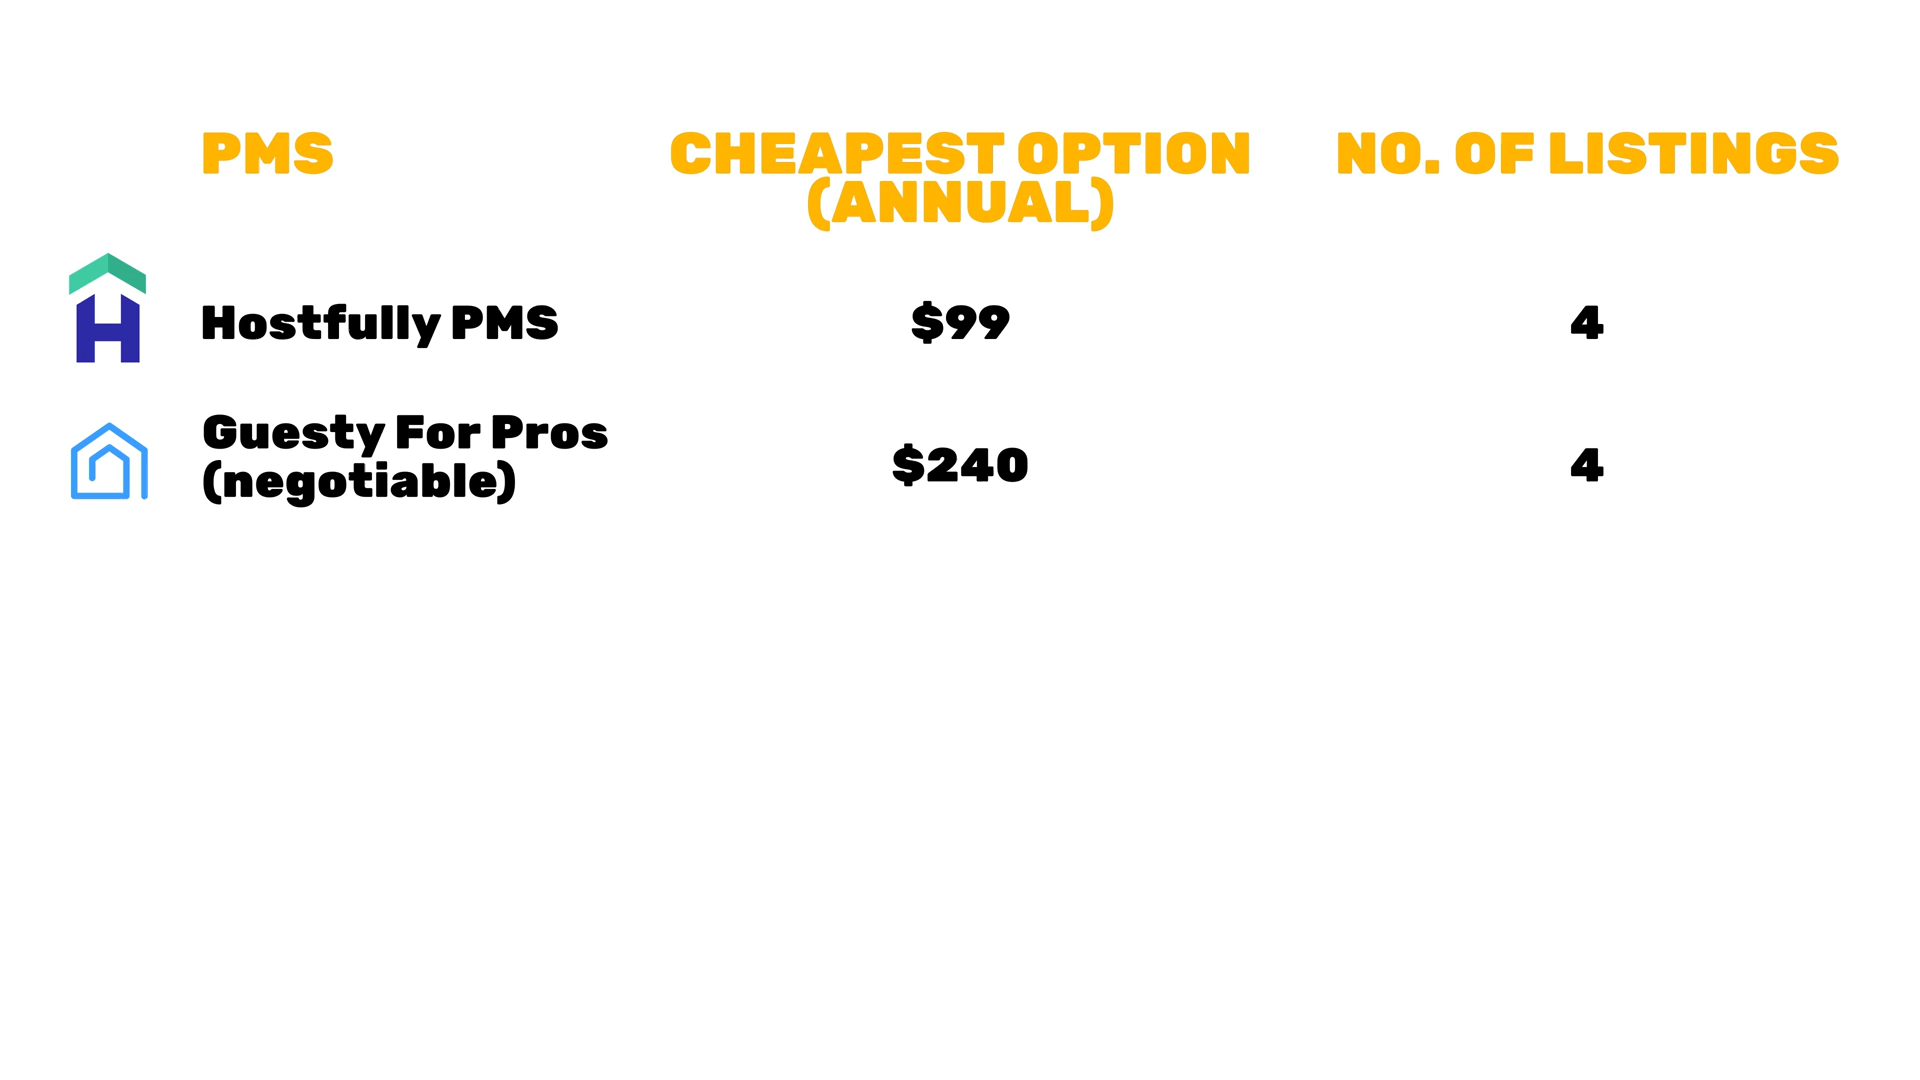 PMS
CHEAPEST OPTION
(ANNUAL)
NO. OF LISTINGS
Hostfully PMS
$99
4
Guesty For Pros
(negotiable)
$240
4